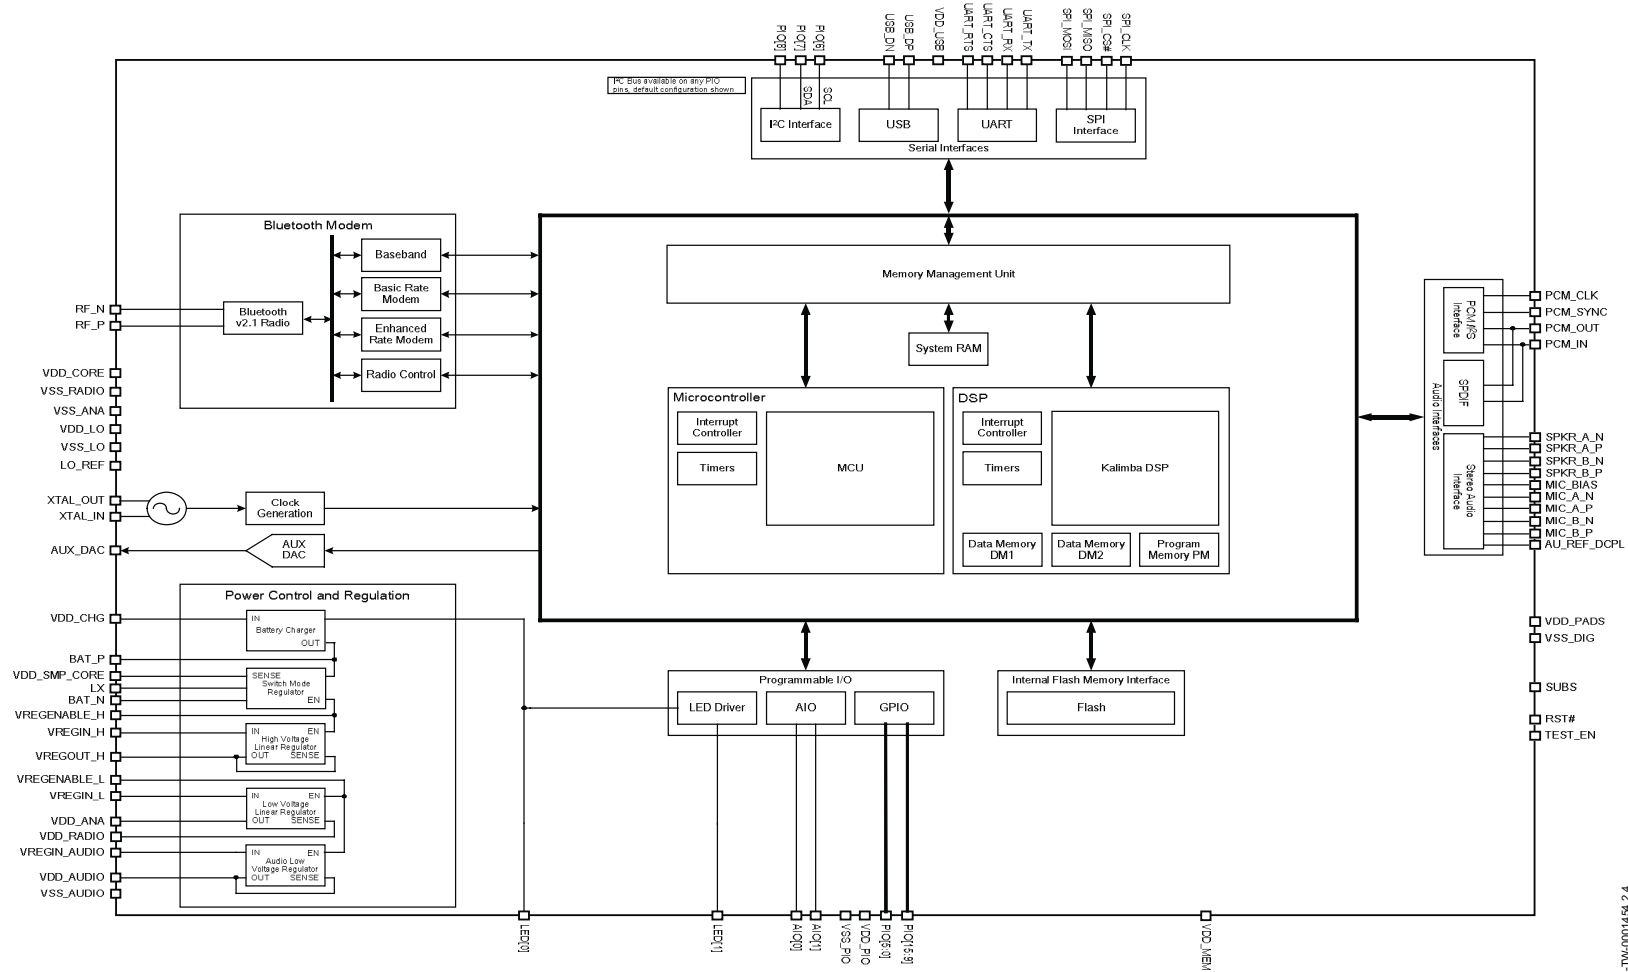 PIO[8]
PIO[7]
PIO[6]
USB_DN
USB_DP
VDD_USB
UART_RTS
UART_CTS
UART_RX
UART_TX
SPI_MOSI
SPI_MISO
SPI_CS#
SPI_CLK
I²C Bus available on any PIO
pins, default configuration shown
SDA
SCL
I²C Interface
USB
UART
SPI
Interface
Serial Interfaces
Bluetooth Modem
Baseband
Basic Rate
Modem
Bluetooth
v2.1 Radio
Enhanced
Rate Modem
Radio Control
RF_N
RF_P
VDD_CORE
VSS_RADIO
VSS_ANA
VDD_LO
VSS_LO
LO_REF
XTAL_OUT
XTAL_IN
Clock
Generation
AUX_DAC
AUX
DAC
Memory Management Unit
System RAM
Microcontroller
Interrupt
Controller
Timers
MCU
DSP
Interrupt
Controller
Timers
Kalimba DSP
Data Memory
DM1
Data Memory
DM2
Program
Memory PM
PCM/I²S
Interface
SPDIF
Stereo Audio
Interface
Audio Interfaces
PCM_CLK
PCM_SYNC
PCM_OUT
PCM_IN
SPKR_A_N
SPKR_A_P
SPKR_B_N
SPKR_B_P
MIC_BIAS
MIC_A_N
MIC_A_P
MIC_B_N
MIC_B_P
AU_REF_DCPL
VDD_PADS
VSS_DIG
SUBS
RST#
TEST_EN
Power Control and Regulation
VDD_CHG
IN
Battery Charger
OUT
BAT_P
VDD_SMP_CORE
LX
BAT_N
SENSE
Switch Mode
Regulator
EN
VREGENABLE_H
VREGIN_H
VREGOUT_H
IN EN
High Voltage
Linear Regulator
OUT SENSE
VREGENABLE_L
VREGIN_L
VDD_ANA
VDD_RADIO
IN EN
Low Voltage
Linear Regulator
OUT SENSE
VREGIN_AUDIO
VDD_AUDIO
VSS_AUDIO
IN EN
Audio Low
Voltage Regulator
OUT SENSE
Programmable I/O
LED Driver
AIO
GPIO
Internal Flash Memory Interface
Flash
LED[0]
LED[1]
AIO[0]
AIO[1]
VSS_PIO
VDD_PIO
PIO[5:0]
PIO[15:9]
VDD_MEM